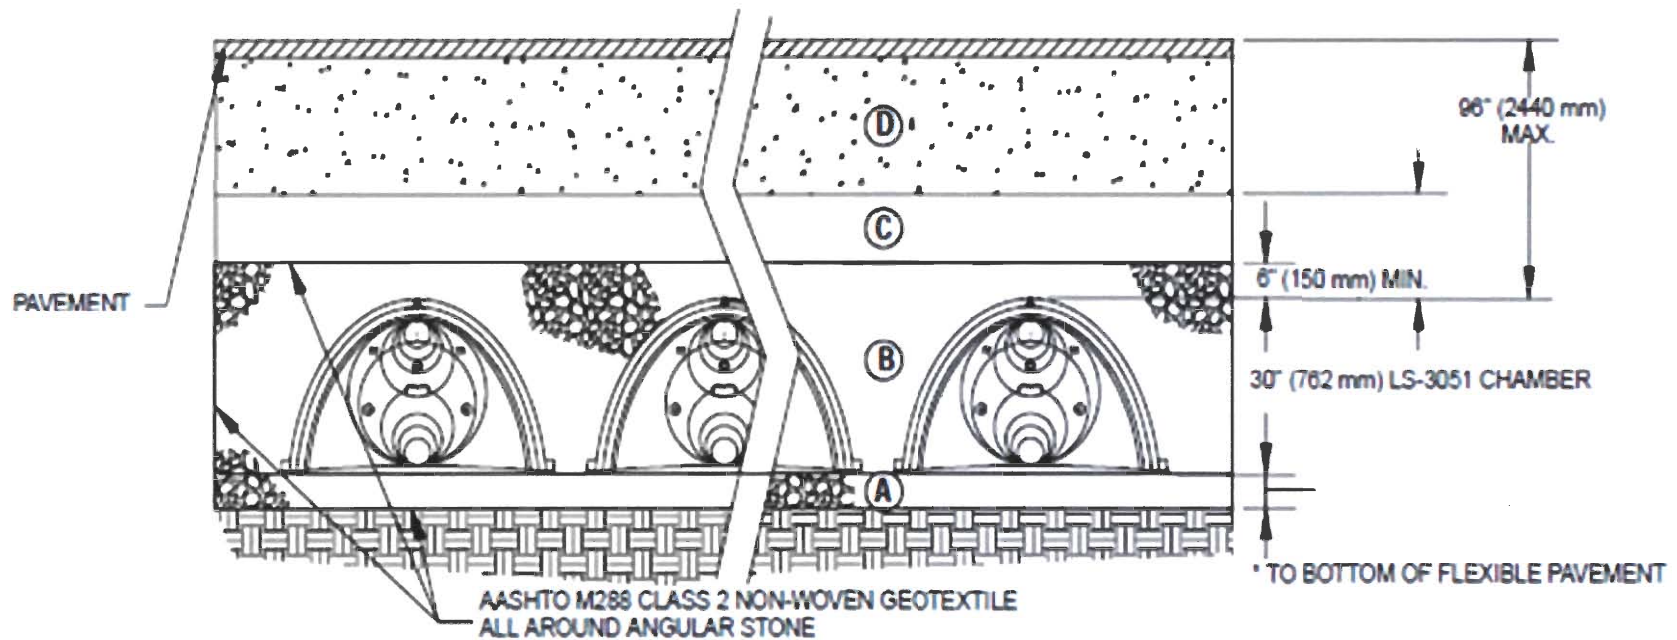 D
96" (2440 mm)
MAX.
C
6" (150 mm) MIN.
PAVEMENT
B
30" (762 mm) LS-3051 CHAMBER
A
* TO BOTTOM OF FLEXIBLE PAVEMENT
AASHTO M288 CLASS 2 NON-WOVEN GEOTEXTILE
ALL AROUND ANGULAR STONE